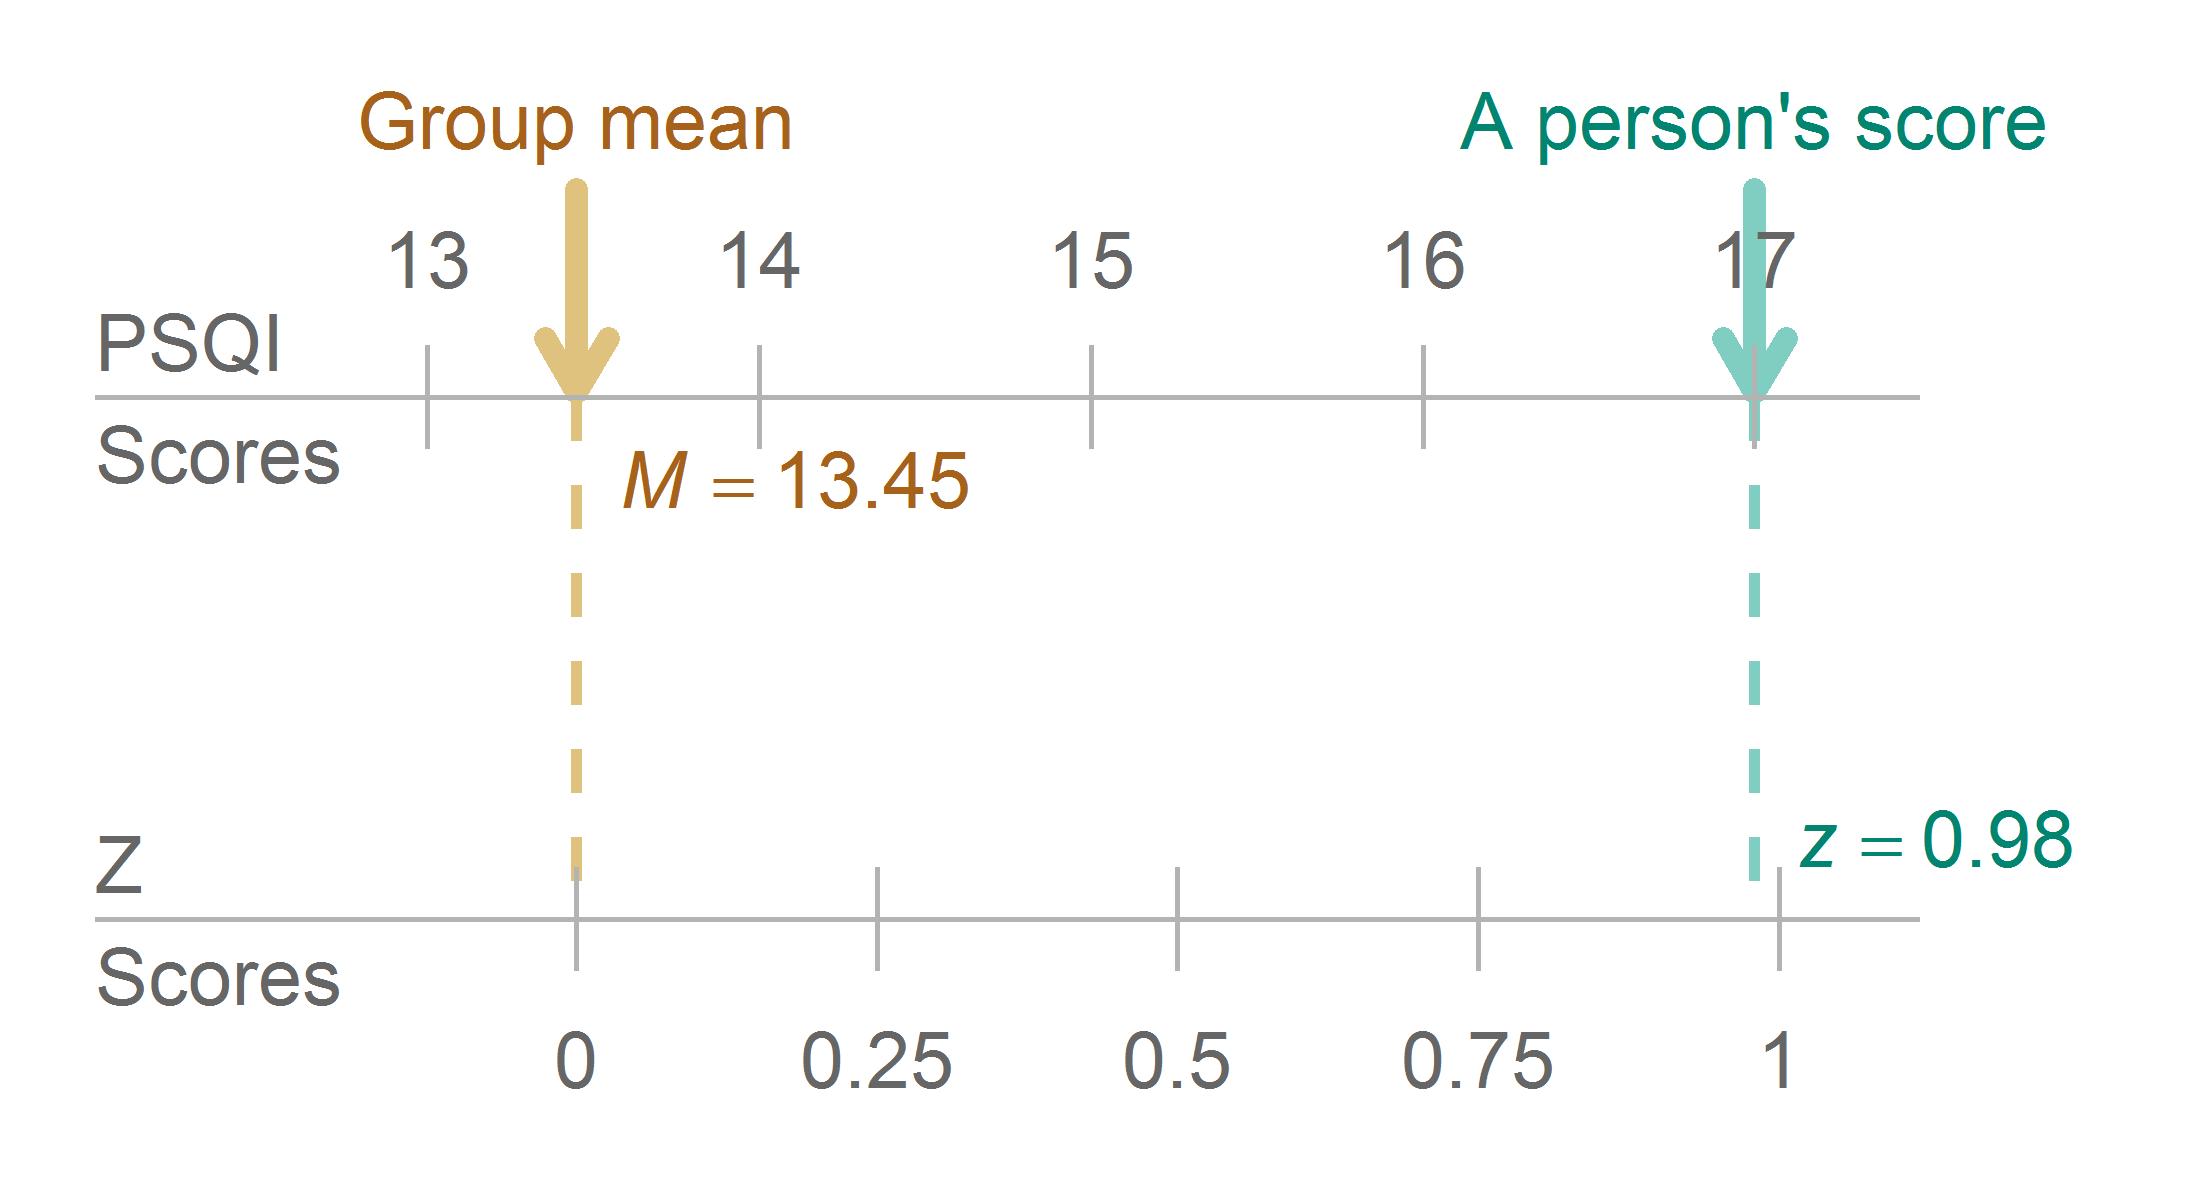 Group mean
A person's score
13 14 15 16 17
PSQI
Scores
M = 13.45
z = 0.98
Z
Scores
0 0.25 0.5 0.75 1